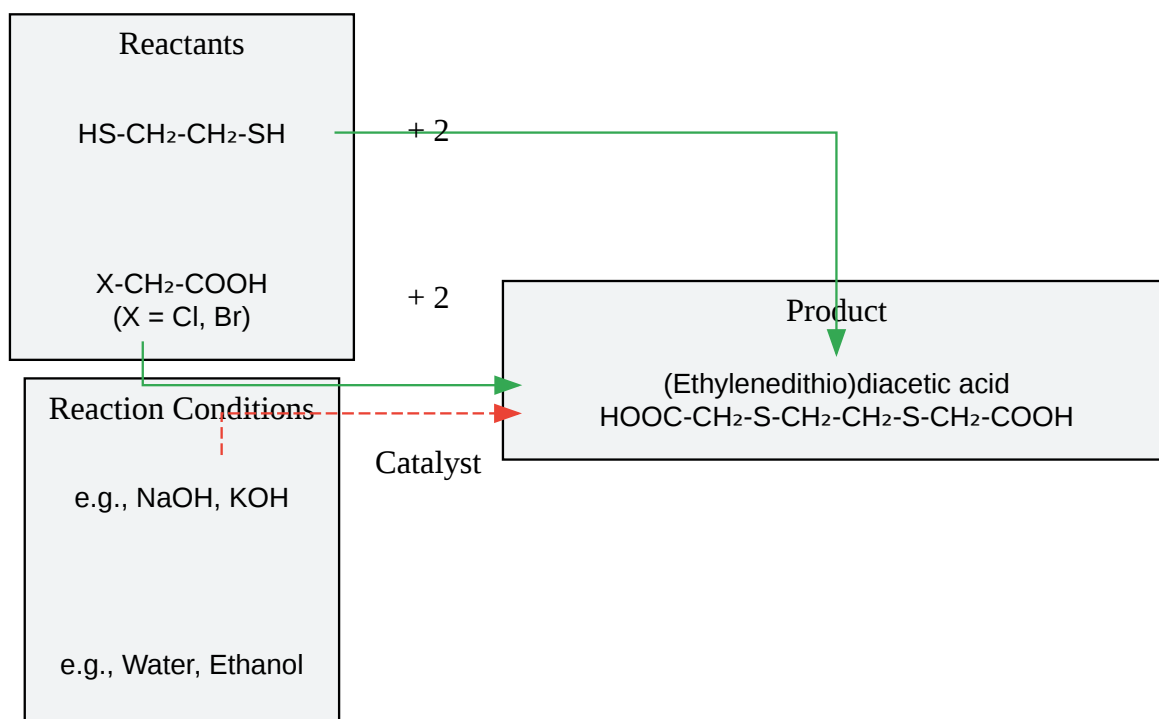 Reactants
HS-CH₂-CH₂-SH
+ 2
X-CH₂-COOH
(X = Cl, Br)
+ 2
Product
(Ethylenedithio)diacetic acid
HOOC-CH₂-S-CH₂-CH₂-S-CH₂-COOH
Reaction Conditions
Catalyst
e.g., NaOH, KOH
e.g., Water, Ethanol